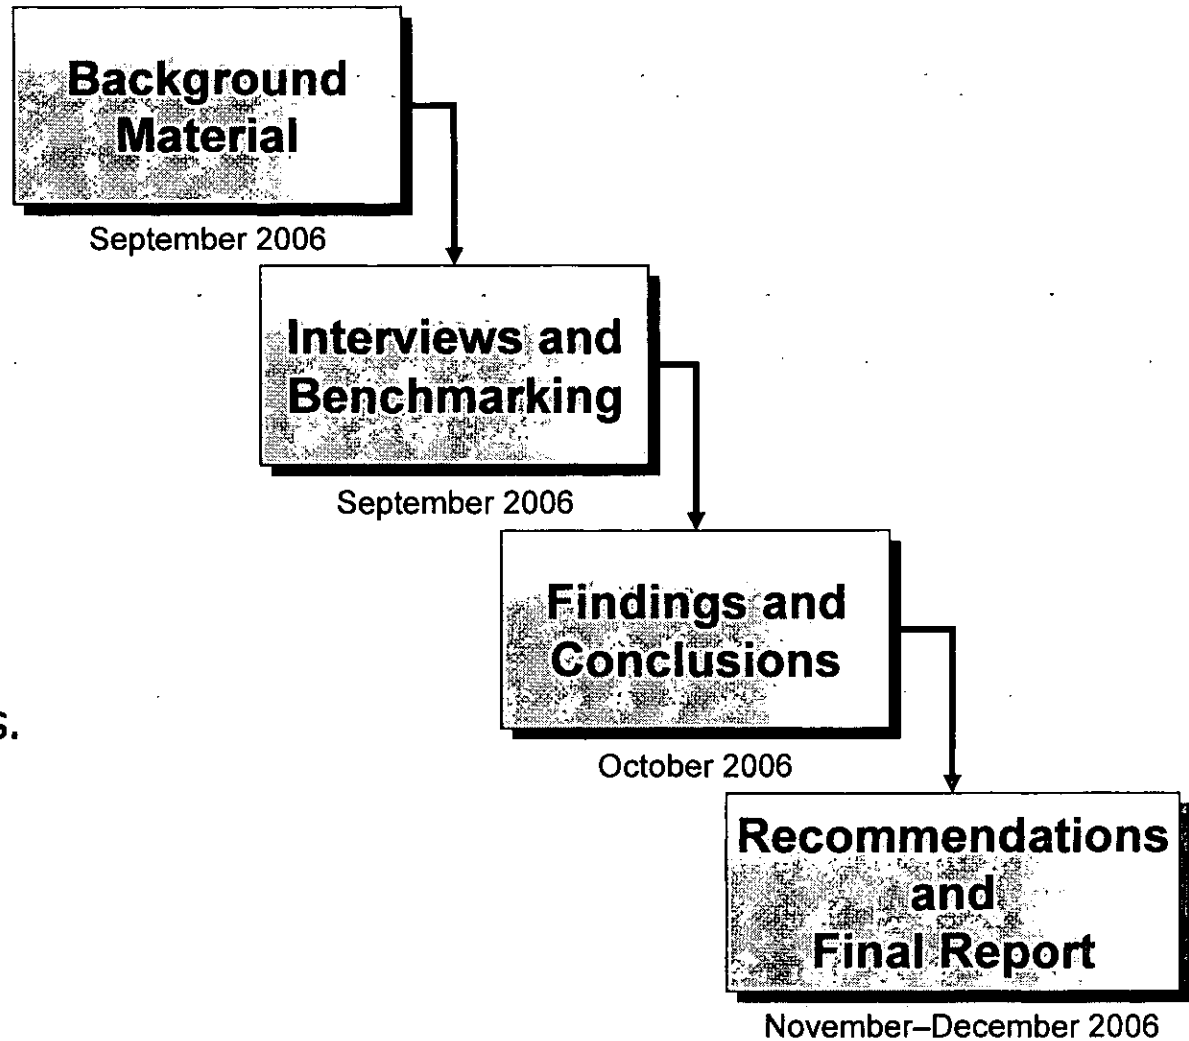 Background
Material
September 2006
Interviews and
Benchmarking
September 2006
Findings and
Conclusions
s.
October 2006
Recommendations
and
Final Report
November–December 2006